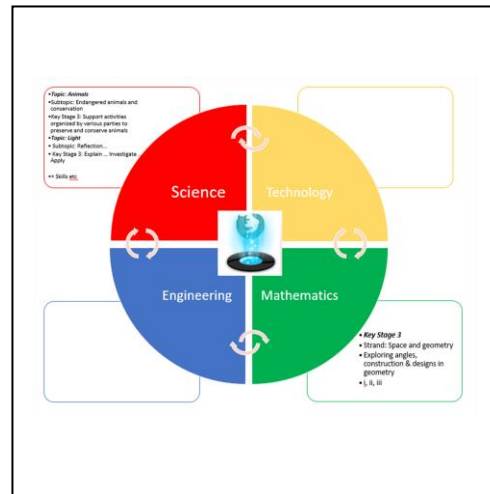 •Topic: Animals
•Subtopic: Endangered animals and
conservation
•Key Stage 3: Support activities
organized by various parties to
preserve and conserve animals
•Topic: Light
• Subtopic: Reflection...
• Key Stage 3: Explain ... Investigate
Apply
•+ Skills etc
Science
Technology
Engineering
Mathematics
• Key Stage 3
• Strand: Space and geometry
• Exploring angles,
construction & designs in
geometry
• i, ii, iii